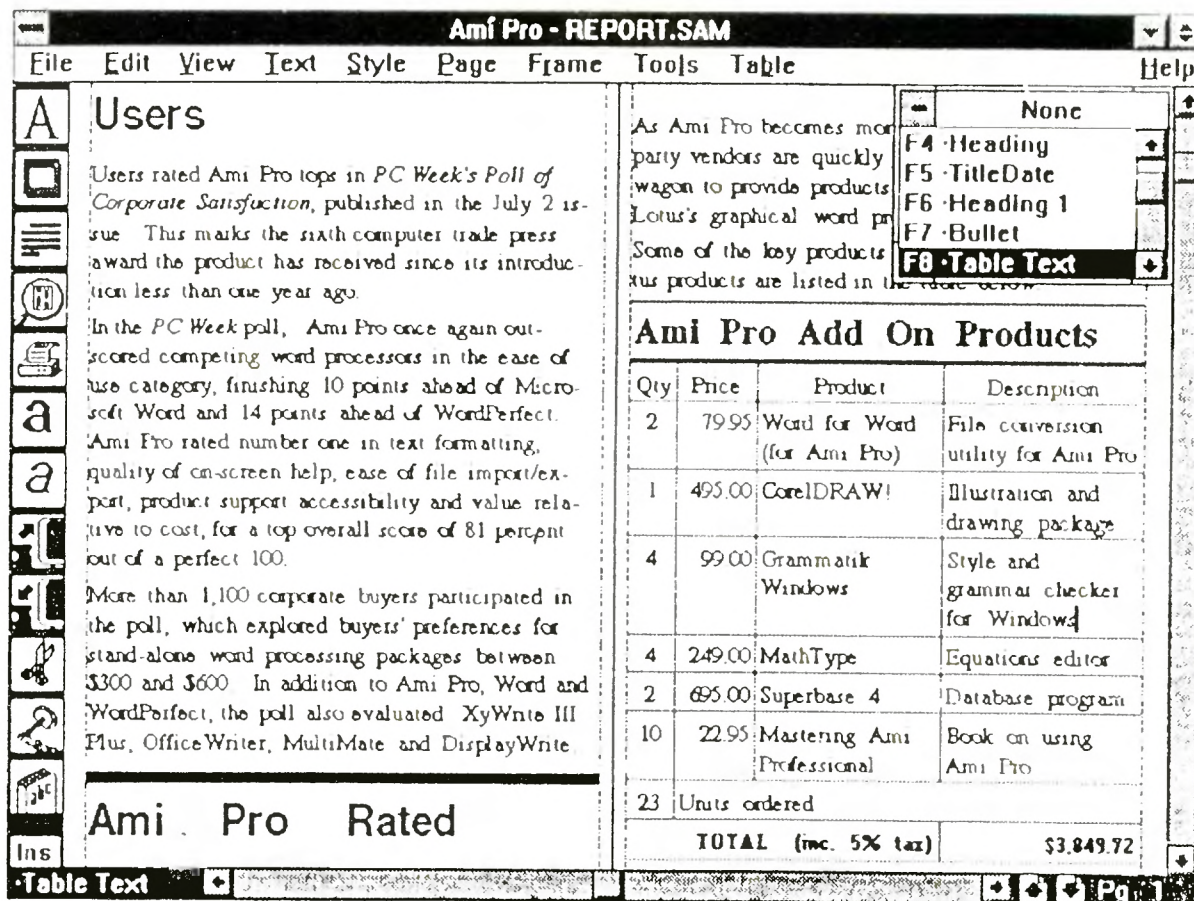 Amí Pro - REPORT.SAM
File Edit View Text Style Page Frame Tools Table Help
Users
Users rated Ami Pro tops in PC Week's Poll of
Corporate Satisfaction, published in the July 2 is-
sue This marks the sixth computer trade press
award the product has received since its introduc-
tion less than one year ago.
In the PC Week poll, Ami Pro once again out-
scored competing word processors in the ease of
use category, finishing 10 points ahead of Micro-
soft Word and 14 points ahead of WordPerfect.
Ami Pro rated number one in text formatting,
quality of on-screen help, ease of file import/ex-
port, product support accessibility and value rela-
tive to cost, for a top overall score of 81 percent
out of a perfect 100.
More than 1,100 corporate buyers participated in
the poll, which explored buyers' preferences for
stand-alone word processing packages between
$300 and $600 In addition to Ami Pro, Word and
WordPerfect, the poll also evaluated XyWrite III
Plus, OfficeWriter, MultiMate and DisplayWrite
Ami Pro Rated
As Ami Pro becomes mor
party vendors are quickly
wagon to provide products
Lotus's graphical word pr
Some of the key products
tus products are listed in the table below
None
F4 ·Heading
F5 ·TitleDate
F6 ·Heading 1
F7 ·Bullet
F8 ·Table Text
Ami Pro Add On Products
Qty Price Product Description
2 79.95 Word for Word File conversion
(for Ami Pro) utility for Ami Pro
1 495.00 CorelDRAW! Illustration and
drawing package
4 99.00 Grammatik Style and
Windows grammar checker
for Windows
4 249.00 MathType Equations editor
2 695.00 Superbase 4 Database program
10 22.95 Mastering Ami Book on using
Professional Ami Pro
23 Units ordered
TOTAL (inc. 5% tax) $3,849.72
Ins
·Table Text Pg: 1